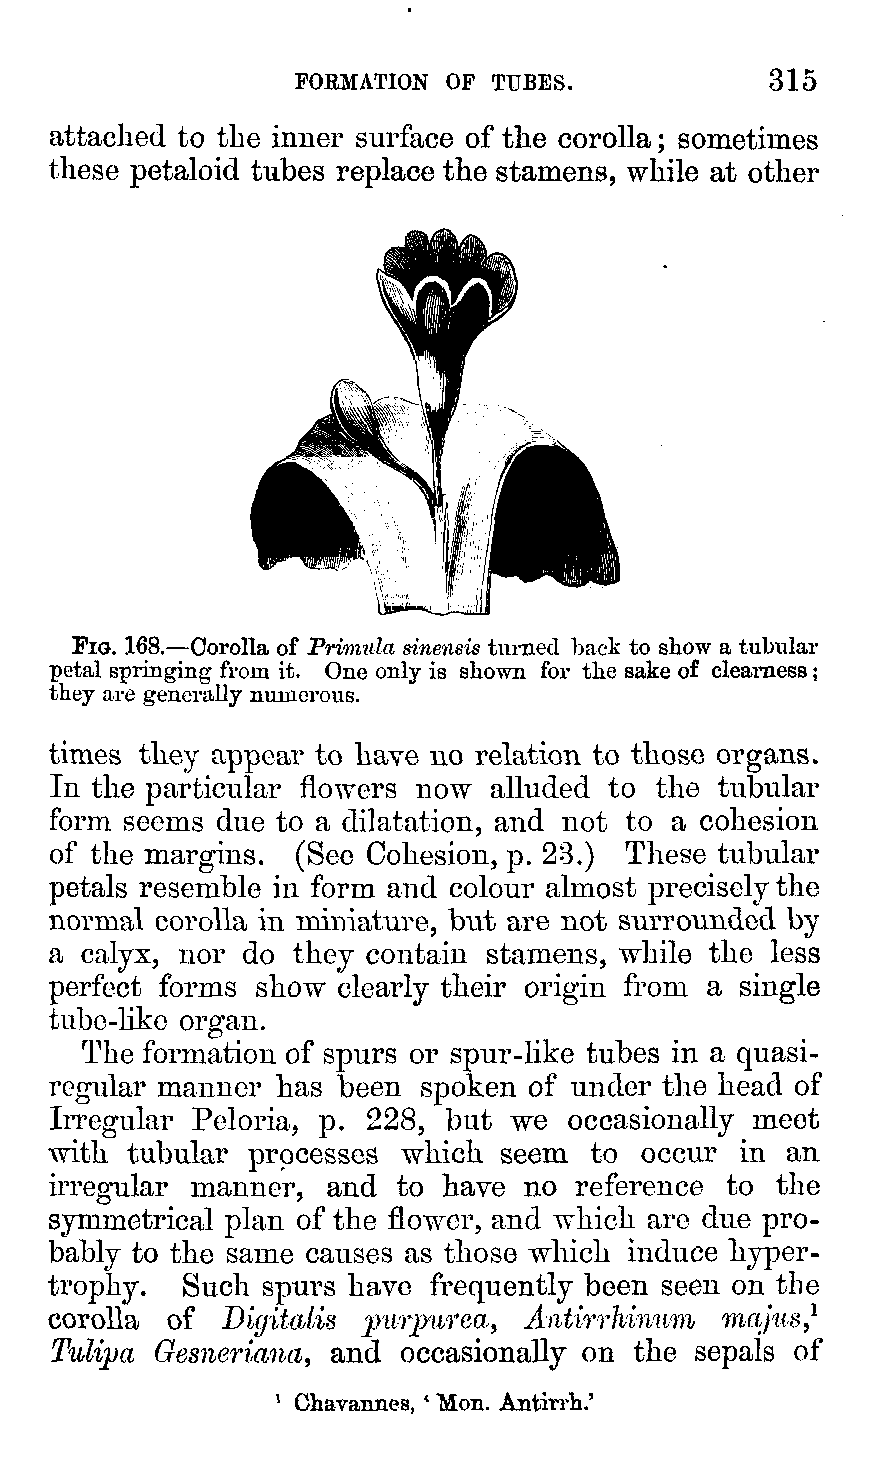 FORMATION OF TUBES. 315
attached to the inner surface of the corolla; sometimes
these petaloid tubes replace the stamens, while at other
FIG. 168.—Corolla of Primula sinensis turned back to show a tubular
petal springing from it. One only is shown for the sake of clearness;
they are generally numerous.
times they appear to have no relation to those organs.
In the particular flowers now alluded to the tubular
form seems due to a dilatation, and not to a cohesion
of the margins. (See Cohesion, p. 23.) These tubular
petals resemble in form and colour almost precisely the
normal corolla in miniature, but are not surrounded by
a calyx, nor do they contain stamens, while the less
perfect forms show clearly their origin from a single
tube-like organ.
The formation of spurs or spur-like tubes in a quasi-
regular manner has been spoken of under the head of
Irregular Peloria, p. 228, but we occasionally meet
with tubular processes which seem to occur in an
irregular manner, and to have no reference to the
symmetrical plan of the flower, and which are due pro-
bably to the same causes as those which induce hyper-
trophy. Such spurs have frequently been seen on the
corolla of Digitalis purpurea, Antirrhinum majus,¹
Tulipa Gesneriana, and occasionally on the sepals of
¹ Chavannes, ‘Mon. Antirrh.’